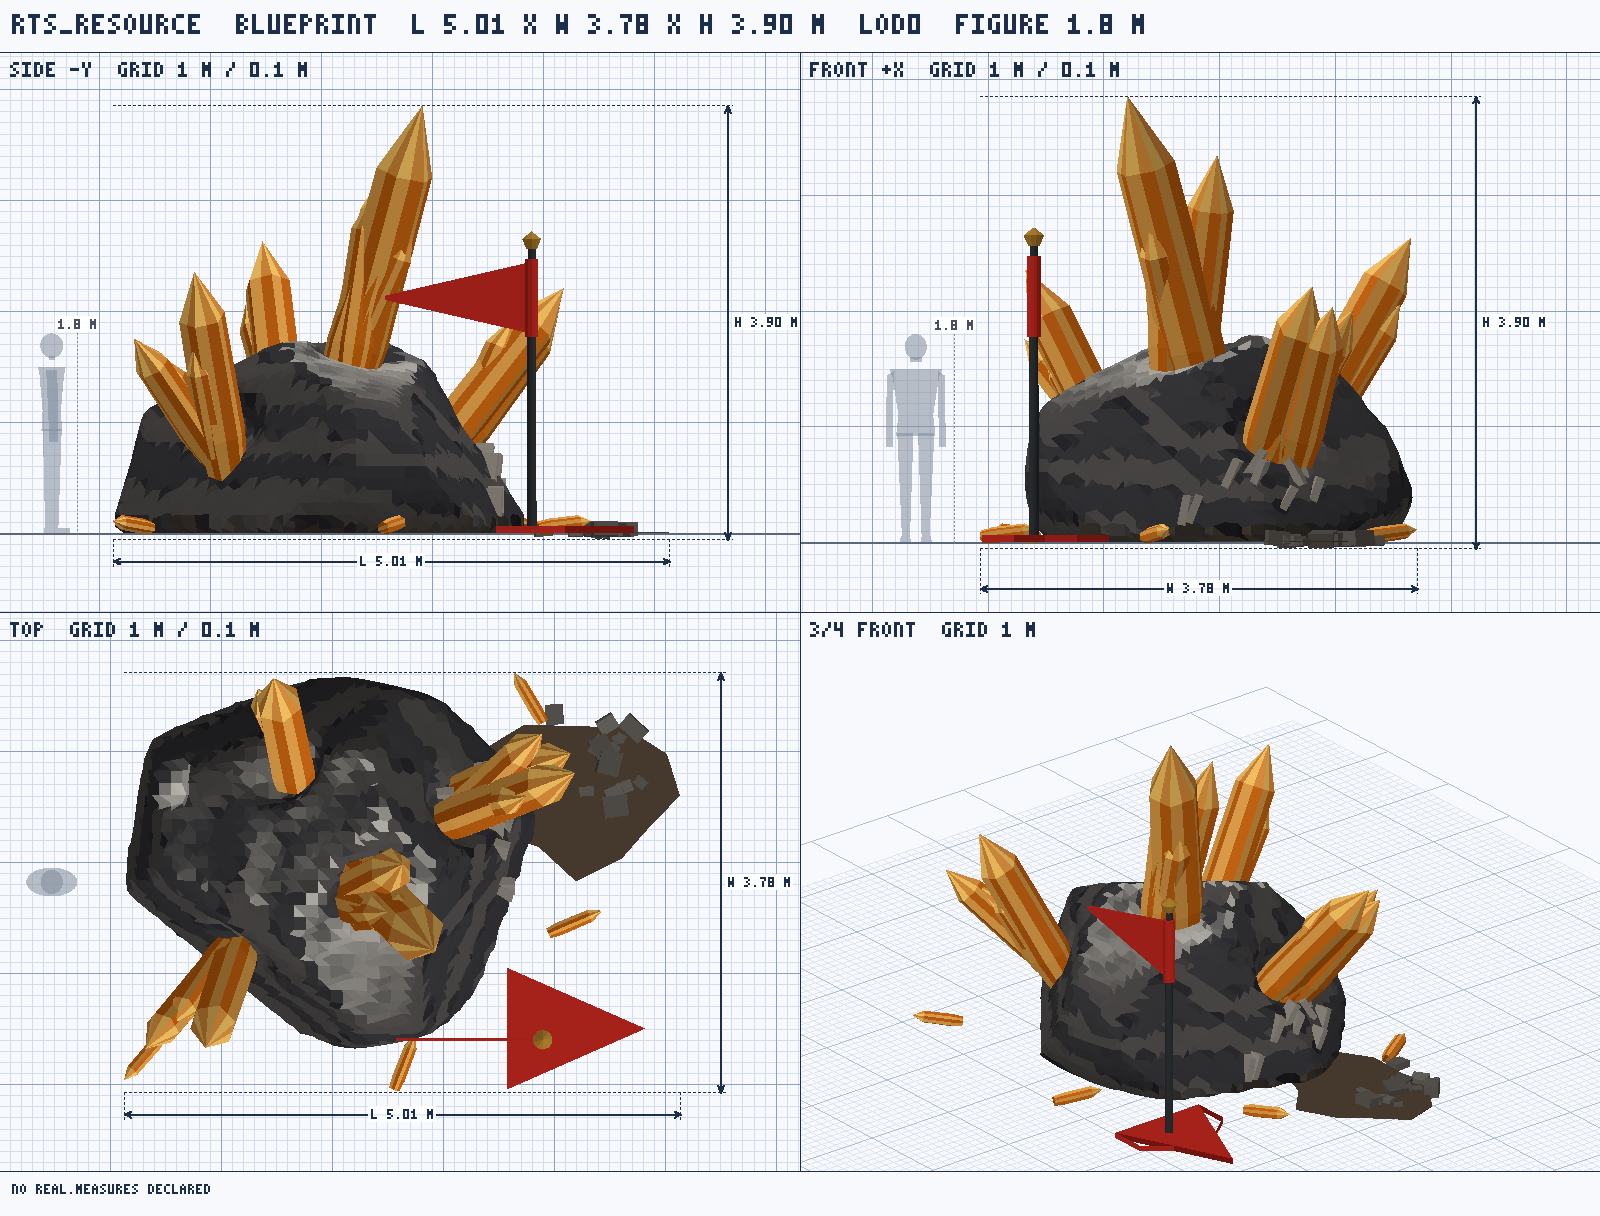 RTS_RESOURCE BLUEPRINT L 5.01 X W 3.78 X H 3.90 M LOD0 FIGURE 1.8 M
SIDE -Y GRID 1 M / 0.1 M
1.8 M
H 3.90 M
L 5.01 M
FRONT +X GRID 1 M / 0.1 M
1.8 M
H 3.90 M
W 3.78 M
TOP GRID 1 M / 0.1 M
W 3.78 M
L 5.01 M
3/4 FRONT GRID 1 M
NO REAL.MEASURES DECLARED